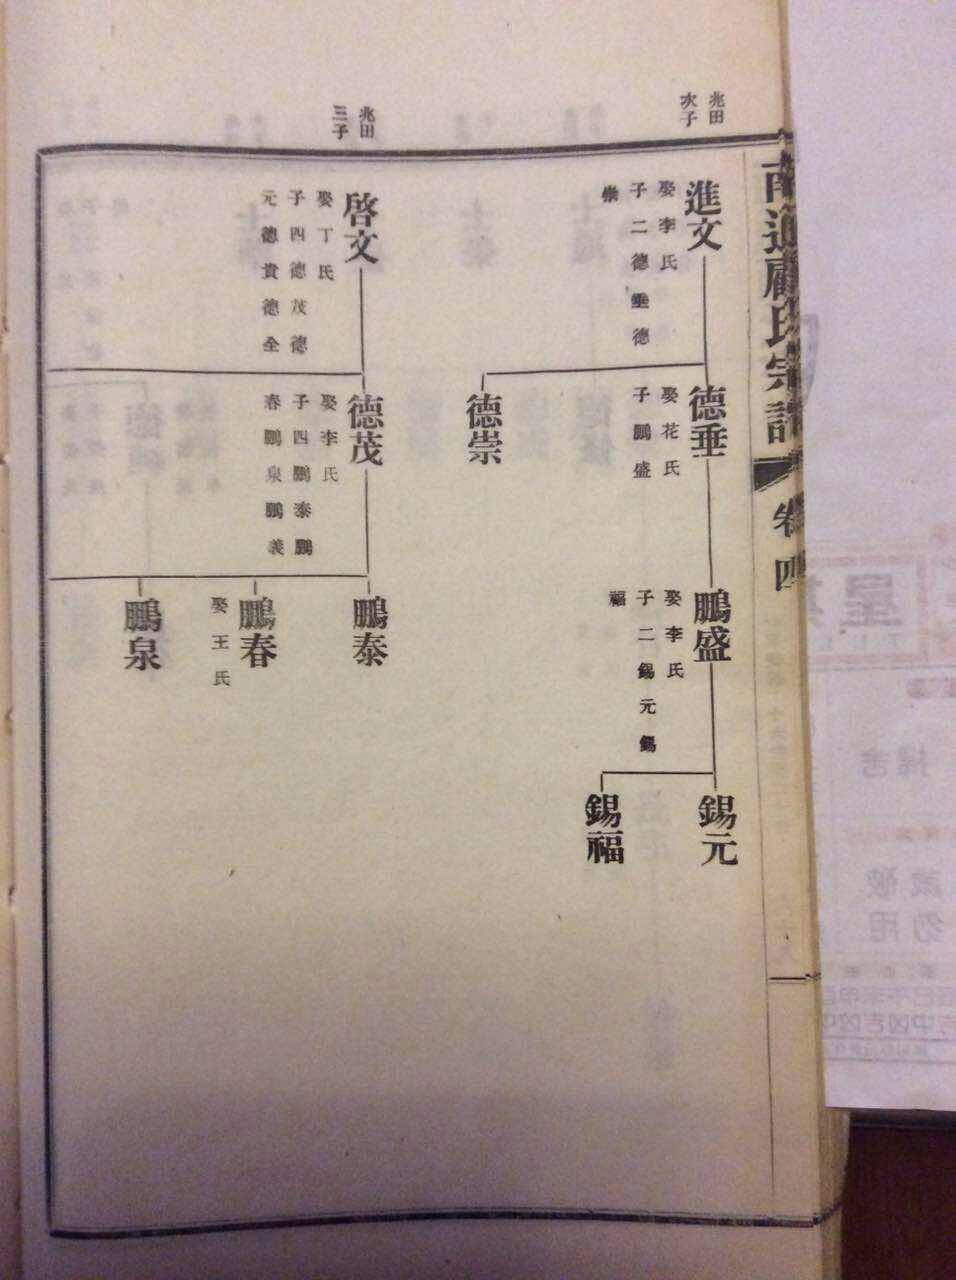 南通顧氏宗譜
卷四
兆田
次子
進文
娶李氏
子二德垂德
崇
德垂
娶花氏
子鵬盛
德崇
鵬盛
娶李氏
子二錫元錫
福
錫元
錫福
兆田
三子
啓文
娶丁氏
子四德茂德
元德貴德全
德茂
娶李氏
子四鵬泰鵬
春鵬泉鵬義
鵬泰
鵬春
娶王氏
鵬泉